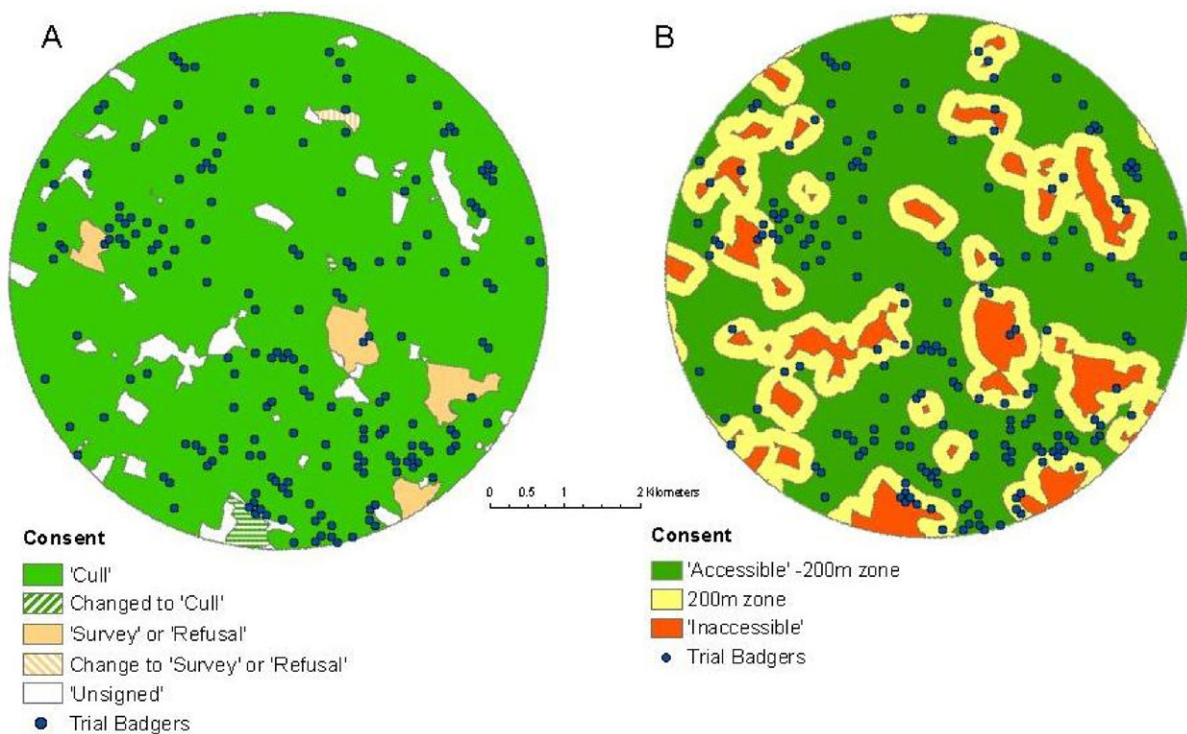 A
B
0 0.5 1 2 Kilometers
Consent
'Cull'
Changed to 'Cull'
'Survey' or 'Refusal'
Change to 'Survey' or 'Refusal'
'Unsigned'
Trial Badgers
Consent
'Accessible' -200m zone
200m zone
'Inaccessible'
Trial Badgers